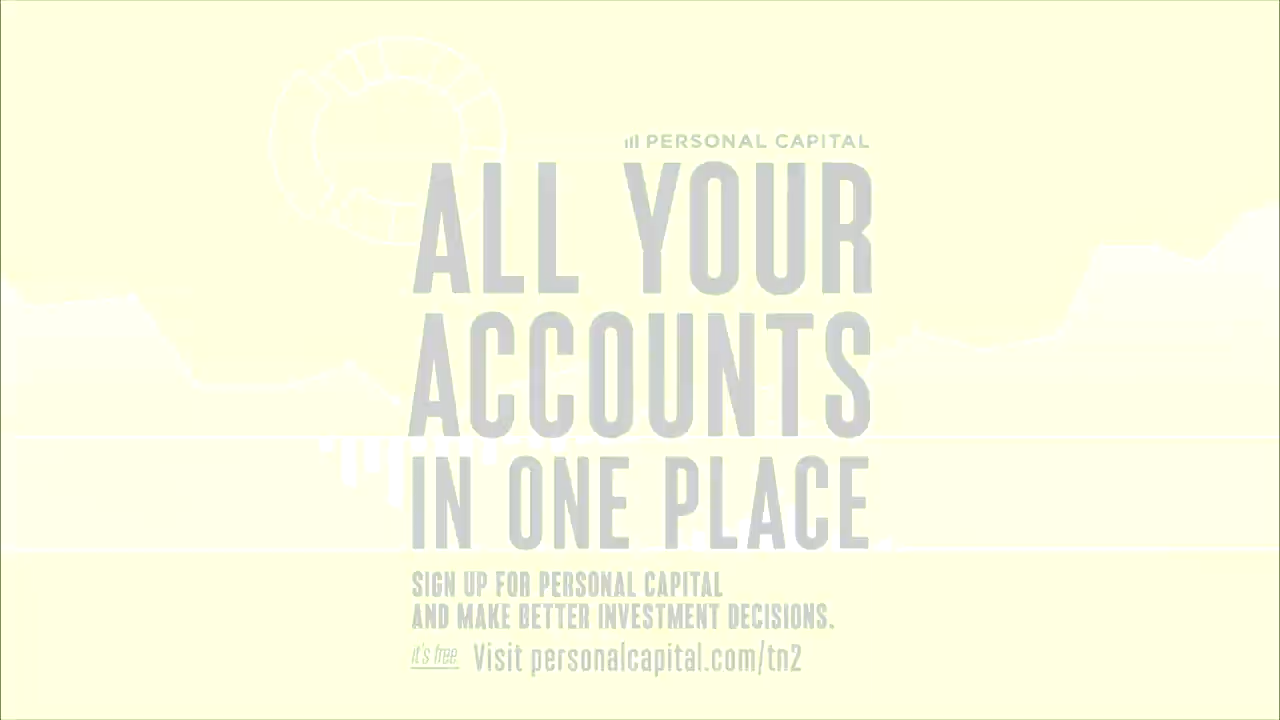 PERSONAL CAPITAL
ALL YOUR
ACCOUNTS
IN ONE PLACE
SIGN UP FOR PERSONAL CAPITAL
AND MAKE BETTER INVESTMENT DECISIONS.
it's free Visit personalcapital.com/tn2